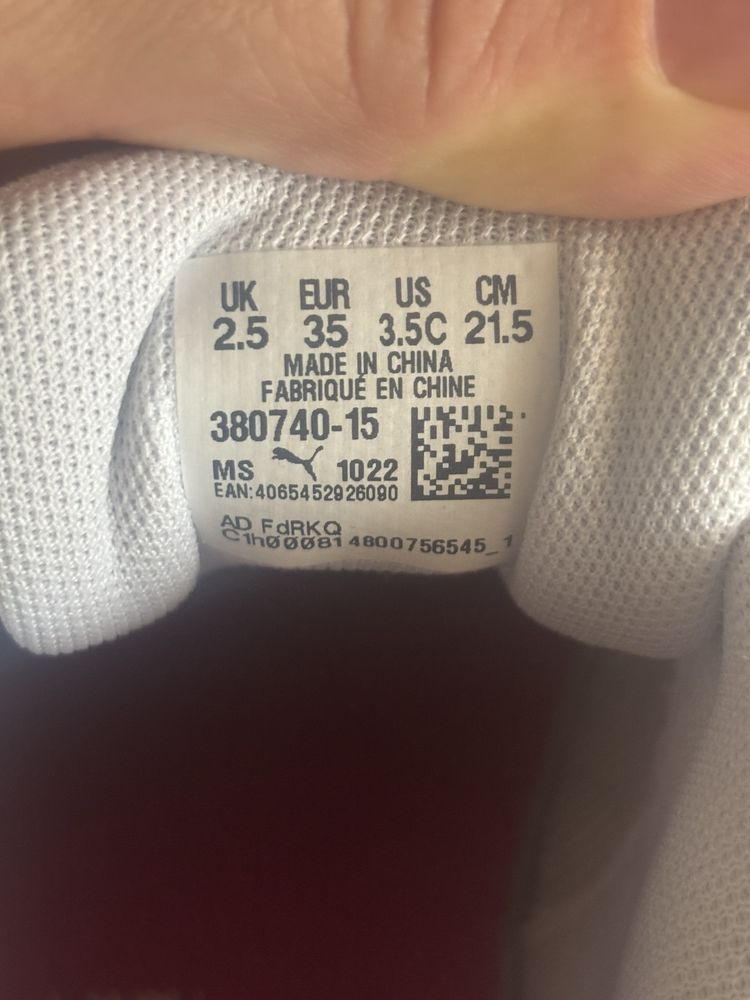 UK EUR US CM
2.5 35 3.5C 21.5
MADE IN CHINA
FABRIQUÉ EN CHINE
380740-15
MS 1022
EAN:4065452926090
AD FdRKQ
C1h00081 4800756545_1